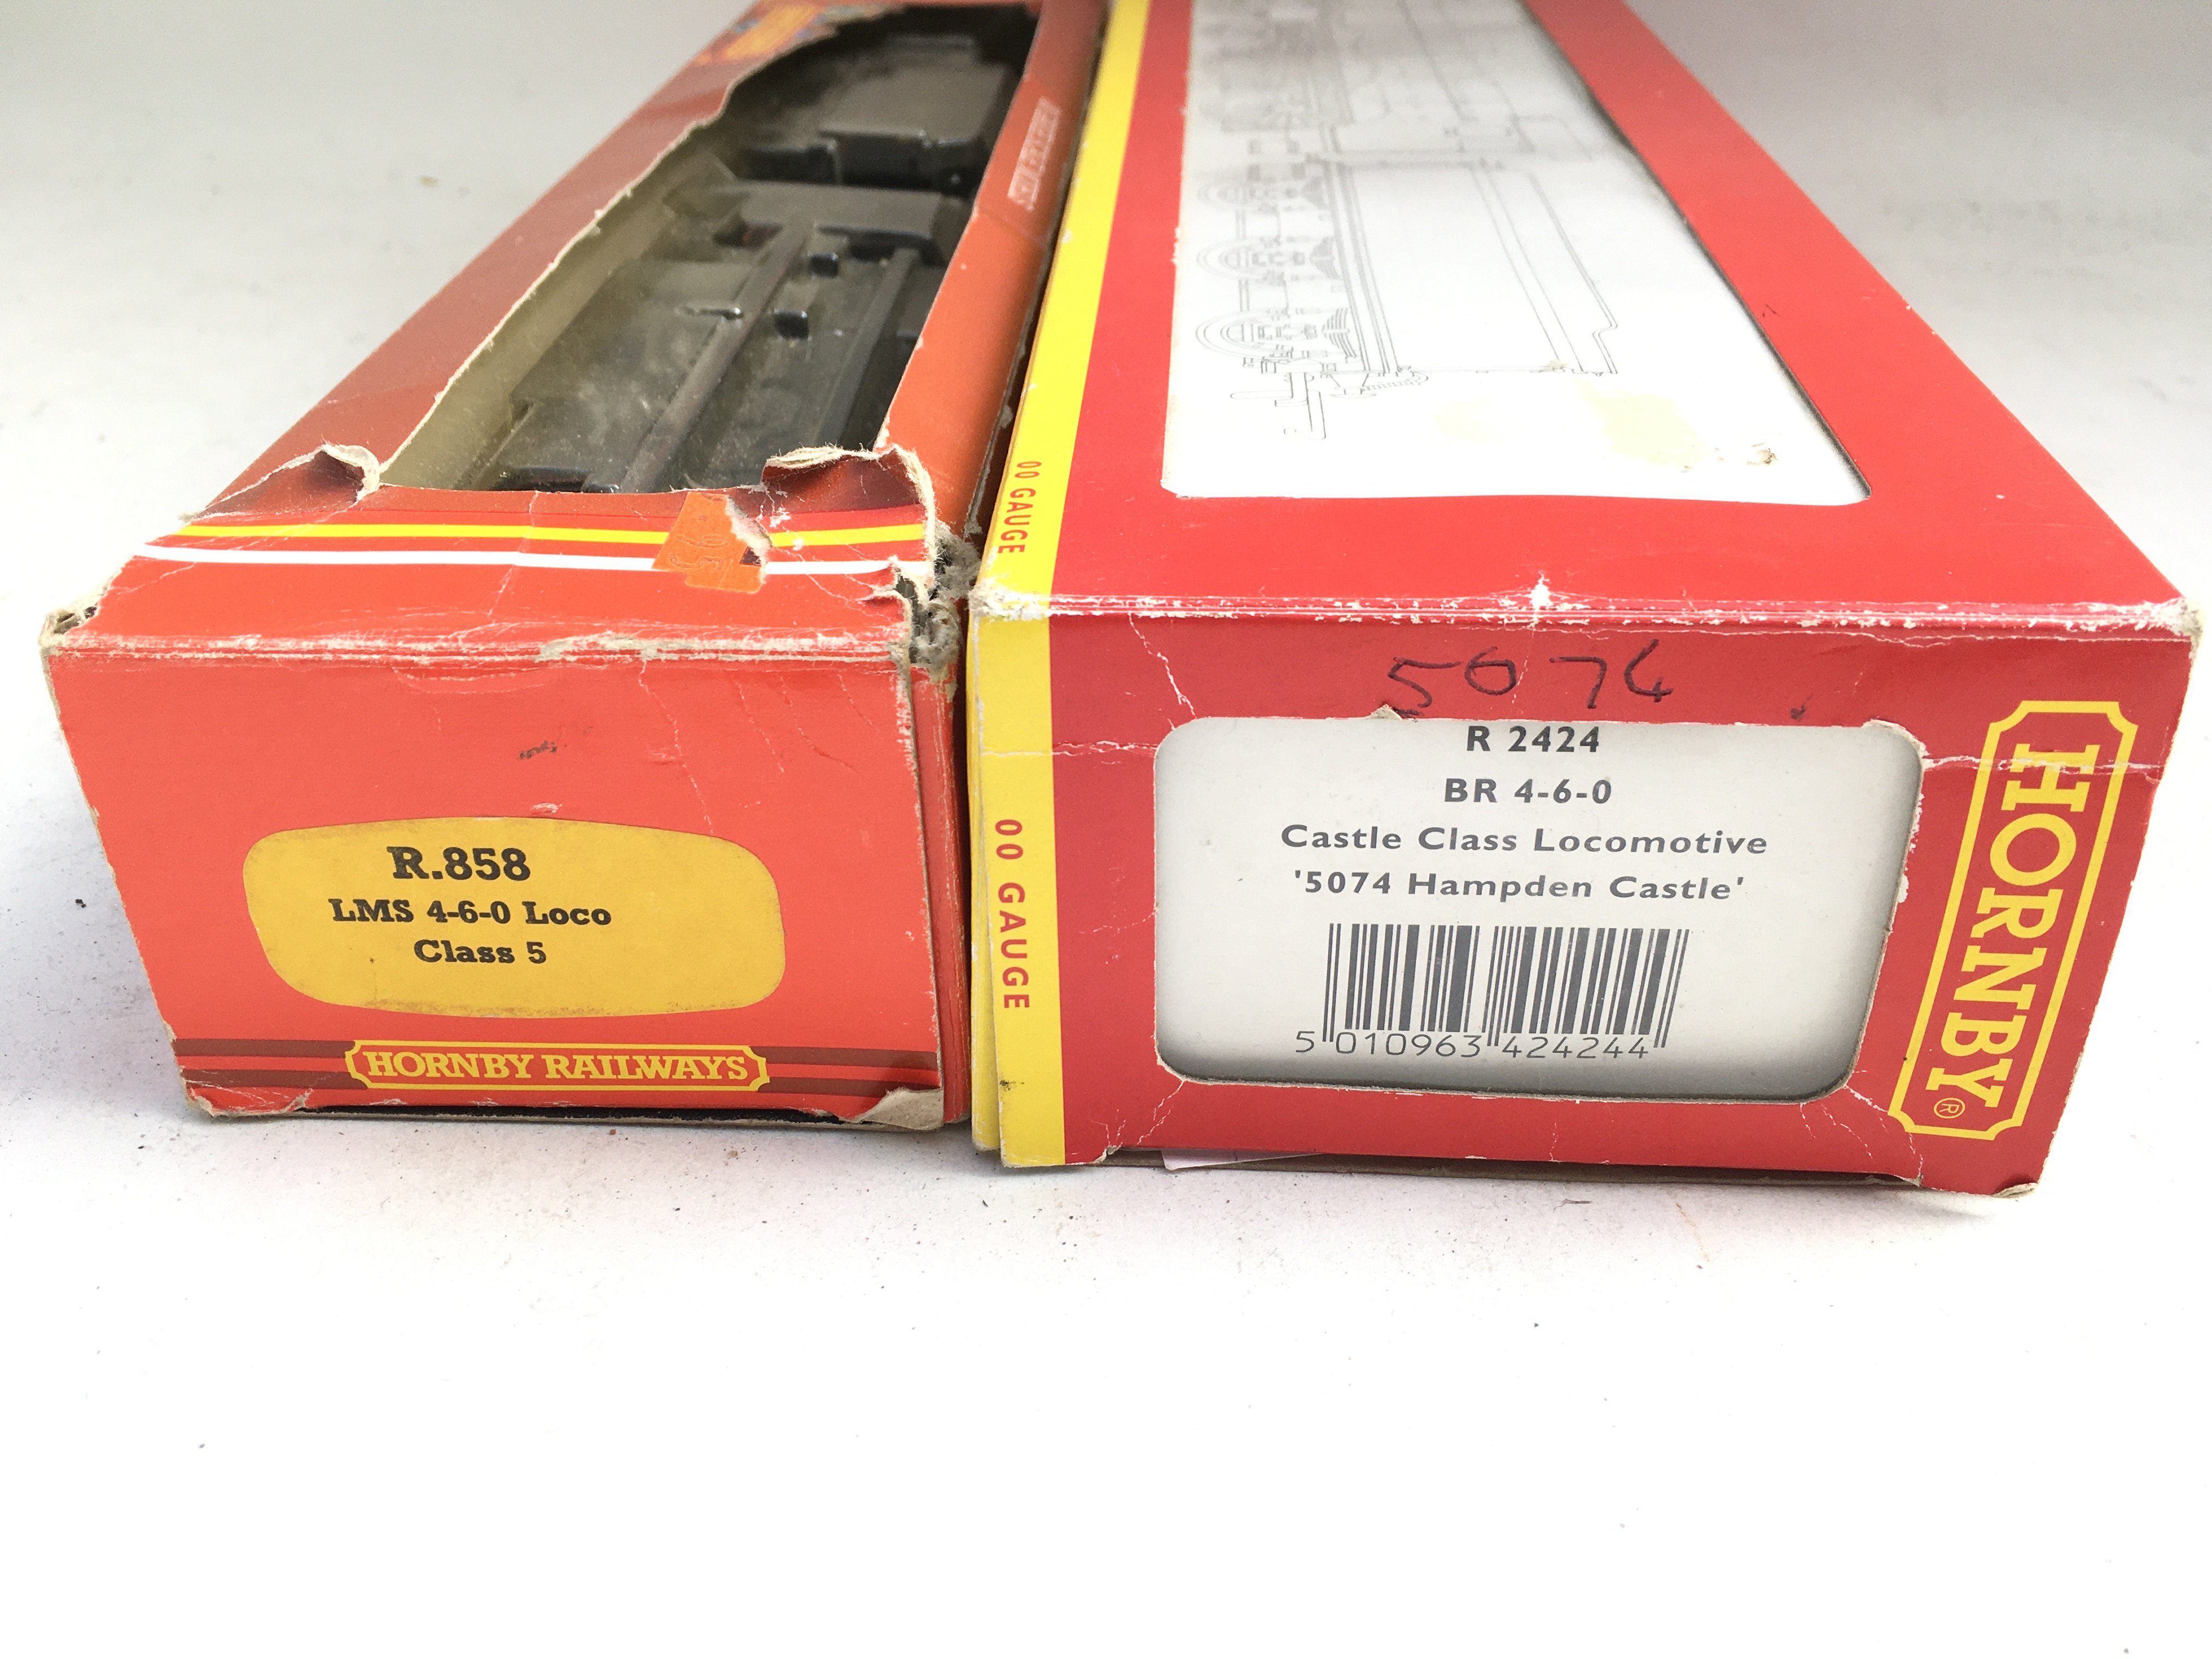 R.858
LMS 4-6-0 Loco
Class 5
HORNBY RAILWAYS
00 GAUGE
00 GAUGE
5074
R 2424
BR 4-6-0
Castle Class Locomotive
'5074 Hampden Castle'
5 010963 424244
HORNBY®